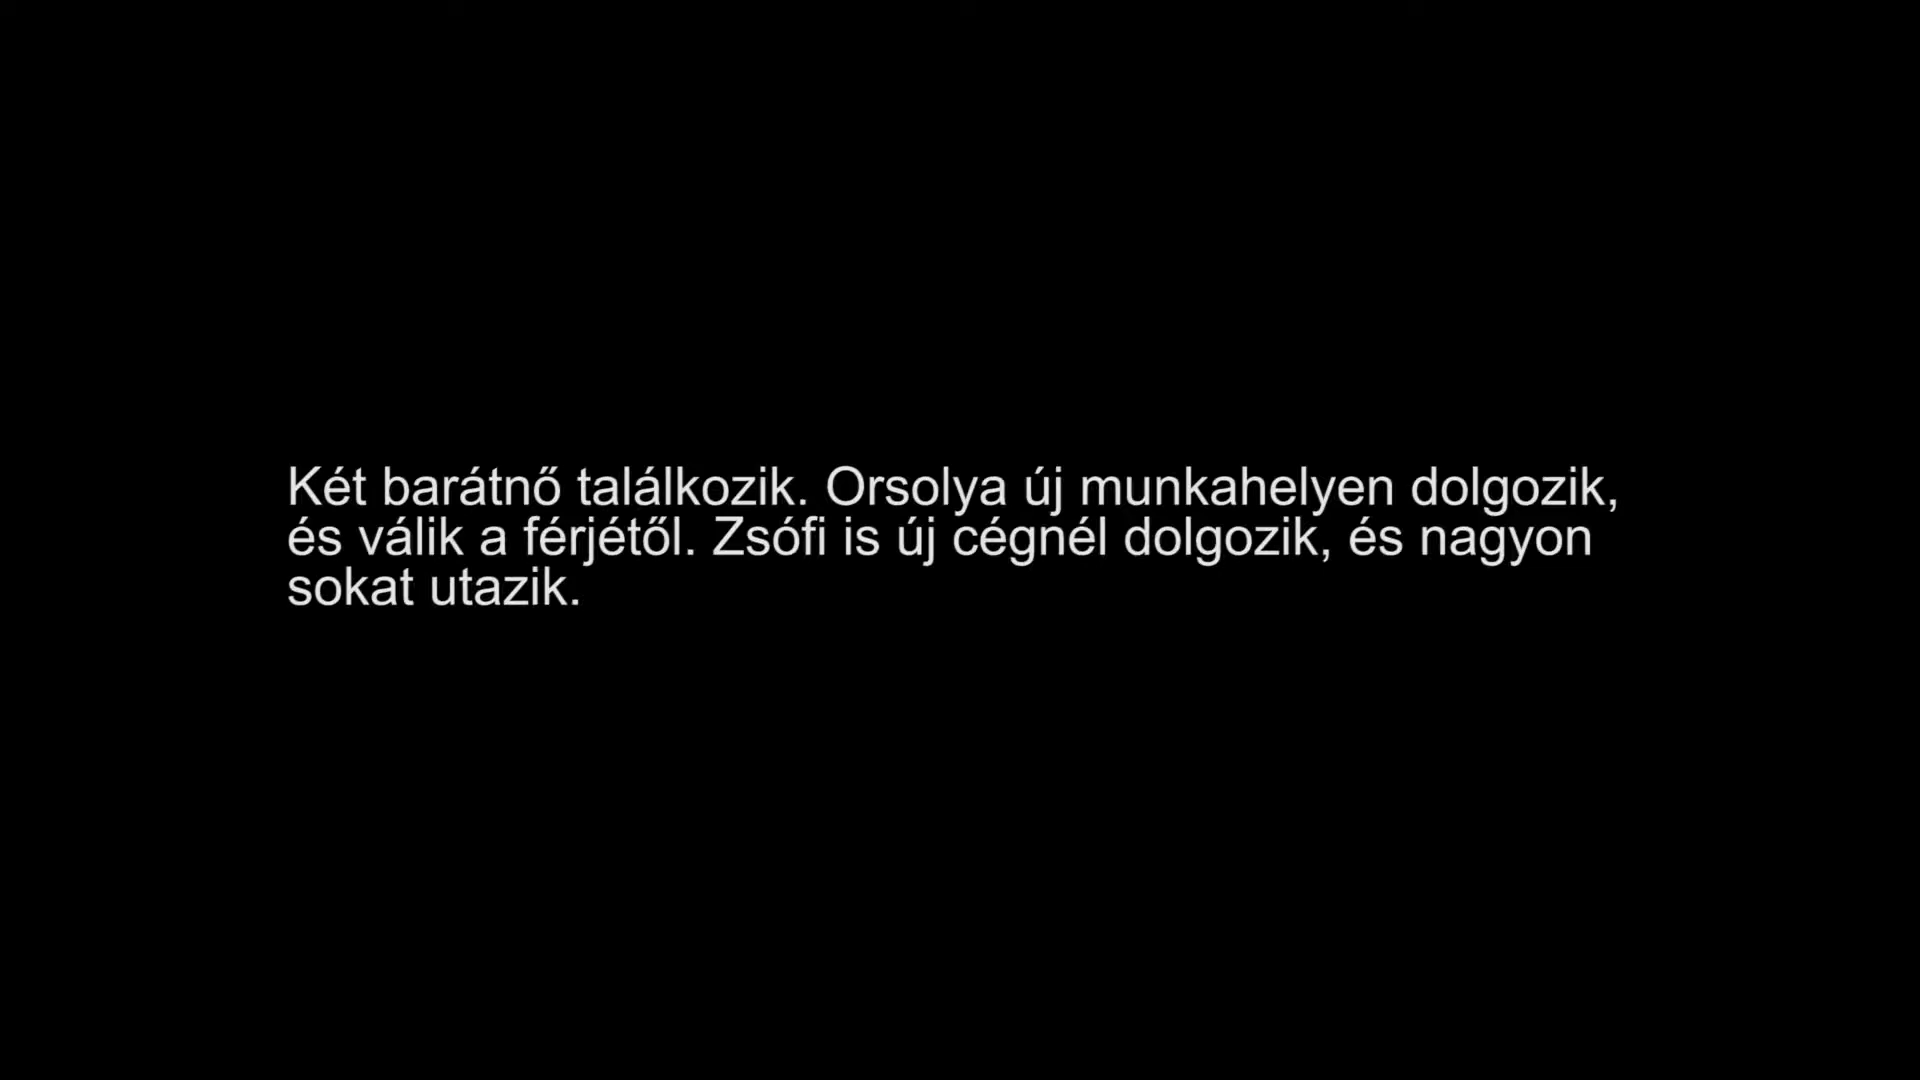 Két barátnő találkozik. Orsolya új munkahelyen dolgozik,
és válik a férjétől. Zsófi is új cégnél dolgozik, és nagyon
sokat utazik.